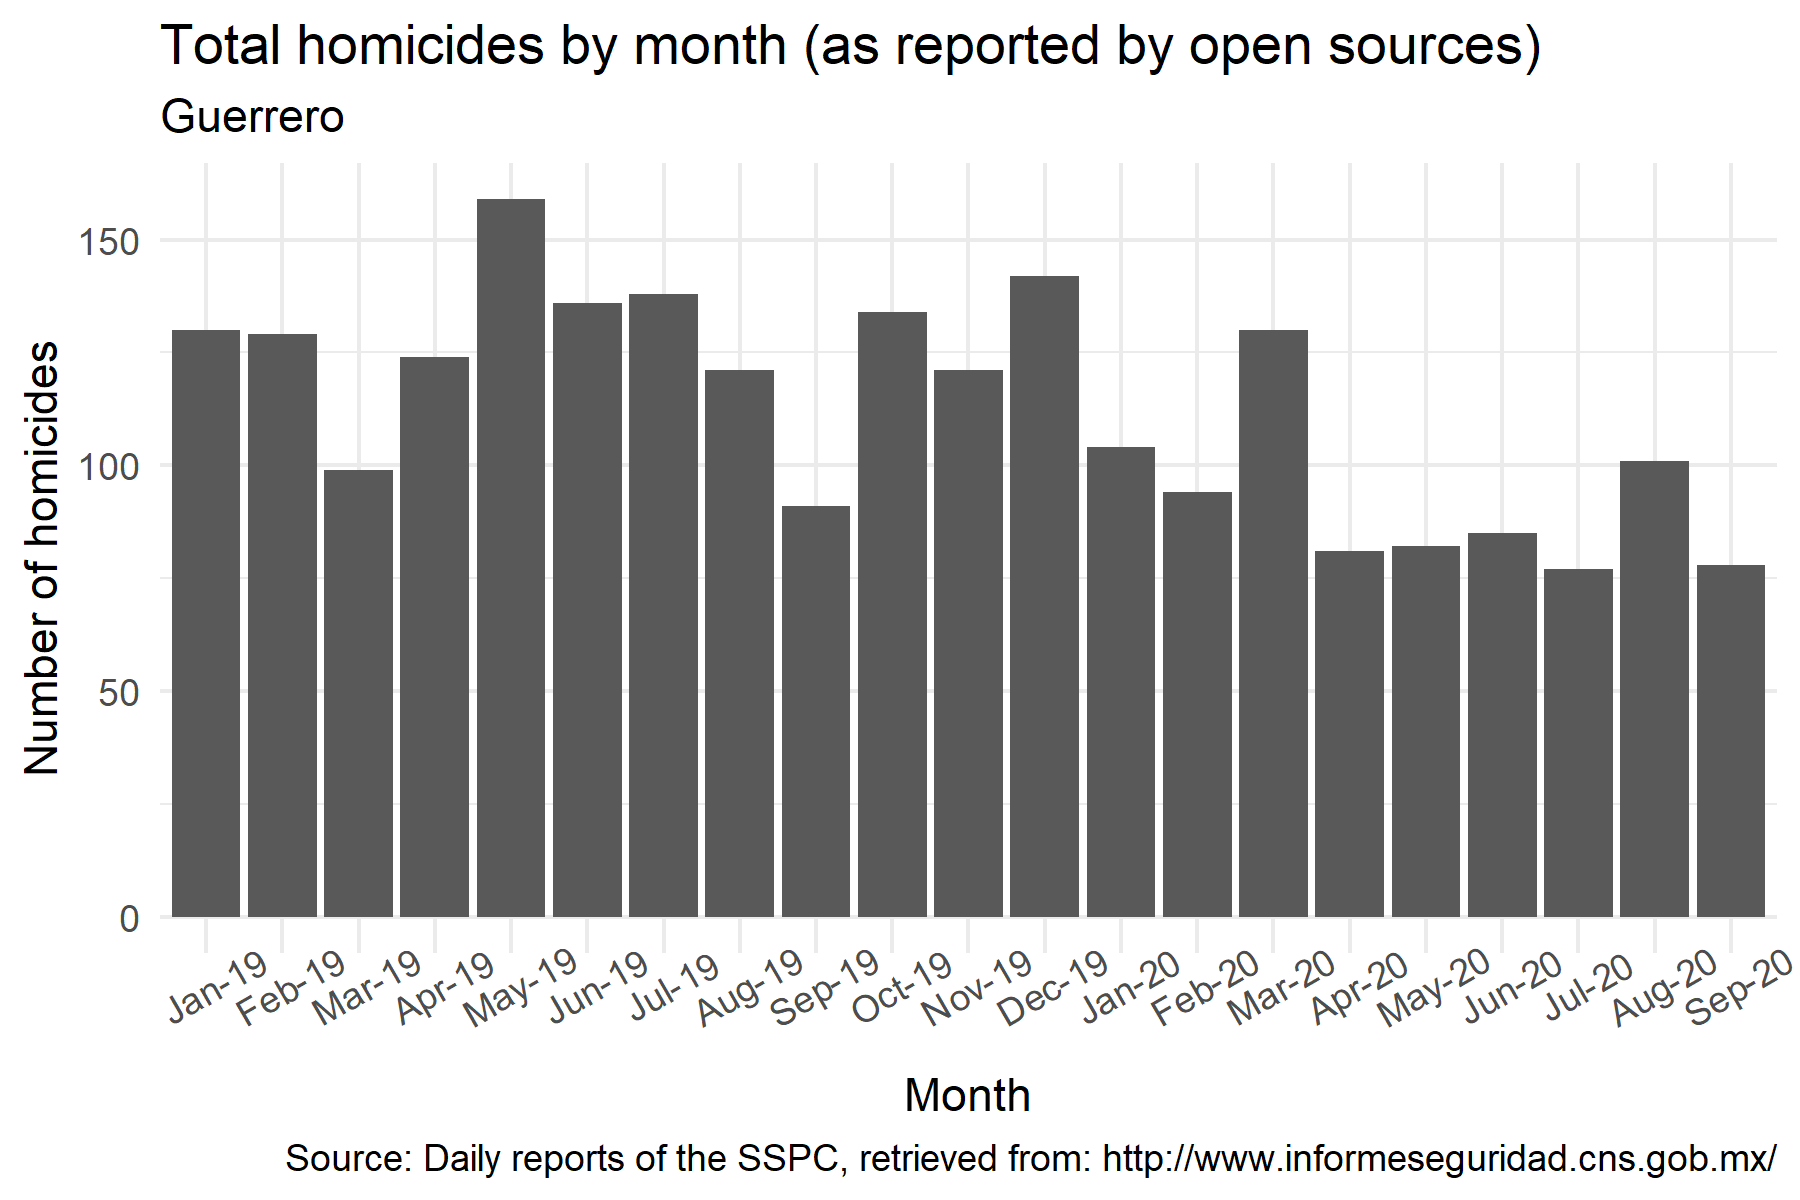 Total homicides by month (as reported by open sources)
Guerrero
Number of homicides
150
100
50
0
Jan-19
Feb-19
Mar-19
Apr-19
May-19
Jun-19
Jul-19
Aug-19
Sep-19
Oct-19
Nov-19
Dec-19
Jan-20
Feb-20
Mar-20
Apr-20
May-20
Jun-20
Jul-20
Aug-20
Sep-20
Month
Source: Daily reports of the SSPC, retrieved from: http://www.informeseguridad.cns.gob.mx/